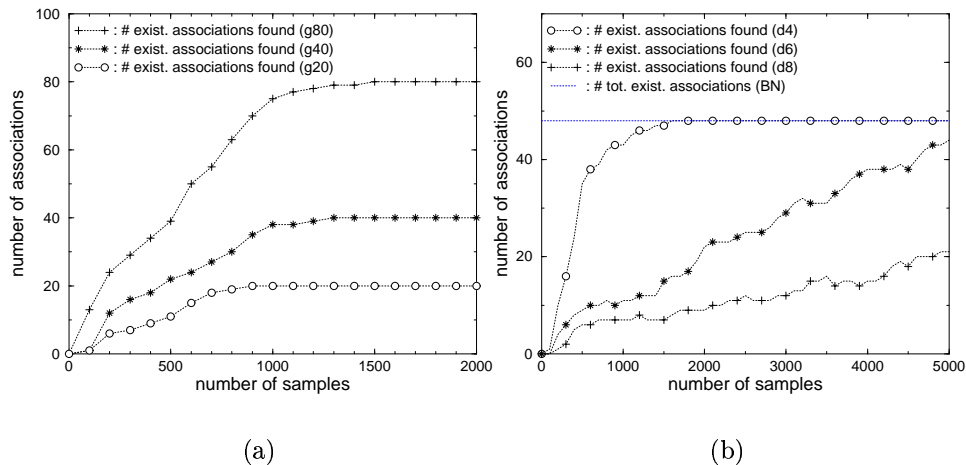 100
80
60
40
20
0
0
500
1000
1500
2000
number of associations
number of samples
: # exist. associations found (g80)
: # exist. associations found (g40)
: # exist. associations found (g20)
(a)
60
40
20
0
0
1000
2000
3000
4000
5000
number of associations
number of samples
: # exist. associations found (d4)
: # exist. associations found (d6)
: # exist. associations found (d8)
: # tot. exist. associations (BN)
(b)